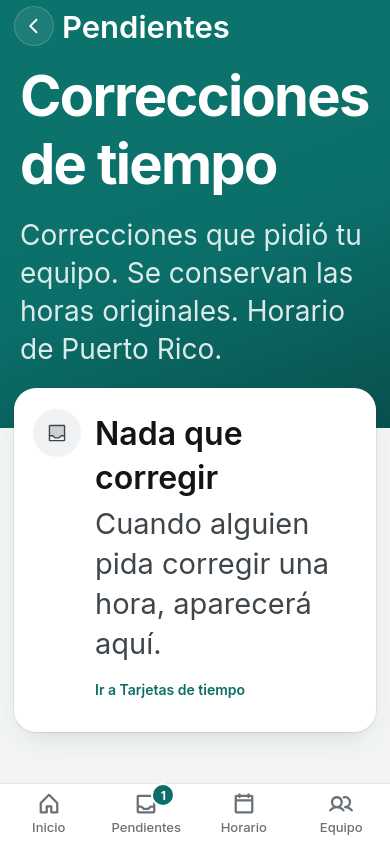 Pendientes
Correcciones
de tiempo
Correcciones que pidió tu
equipo. Se conservan las
horas originales. Horario
de Puerto Rico.
Nada que
corregir
Cuando alguien
pida corregir una
hora, aparecerá
aquí.
Ir a Tarjetas de tiempo
1
Inicio
Pendientes
Horario
Equipo